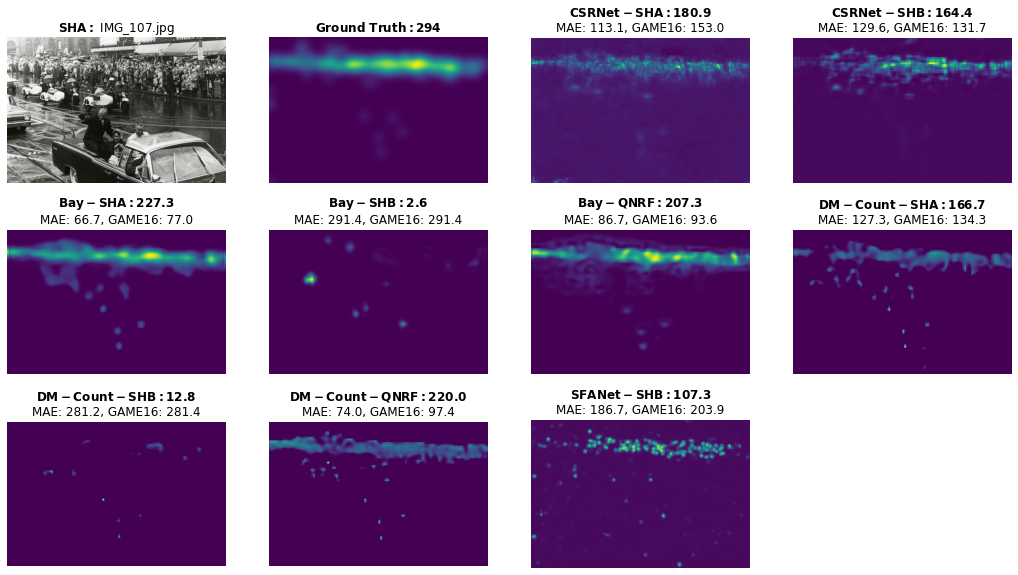 SHA: IMG_107.jpg
Ground Truth:294
CSRNet−SHA:180.9
MAE: 113.1, GAME16: 153.0
CSRNet−SHB:164.4
MAE: 129.6, GAME16: 131.7
Bay−SHA:227.3
MAE: 66.7, GAME16: 77.0
Bay−SHB:2.6
MAE: 291.4, GAME16: 291.4
Bay−QNRF:207.3
MAE: 86.7, GAME16: 93.6
DM−Count−SHA:166.7
MAE: 127.3, GAME16: 134.3
DM−Count−SHB:12.8
MAE: 281.2, GAME16: 281.4
DM−Count−QNRF:220.0
MAE: 74.0, GAME16: 97.4
SFANet−SHB:107.3
MAE: 186.7, GAME16: 203.9